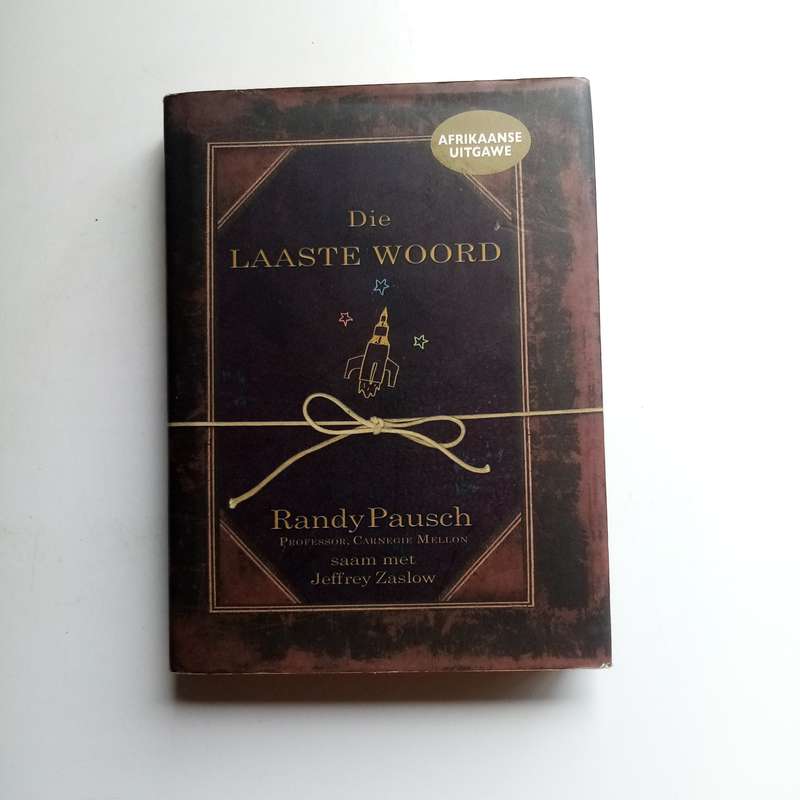 AFRIKAANSE
UITGAWE
Die
LAASTE WOORD
Randy Pausch
PROFESSOR, CARNEGIE MELLON
saam met
Jeffrey Zaslow